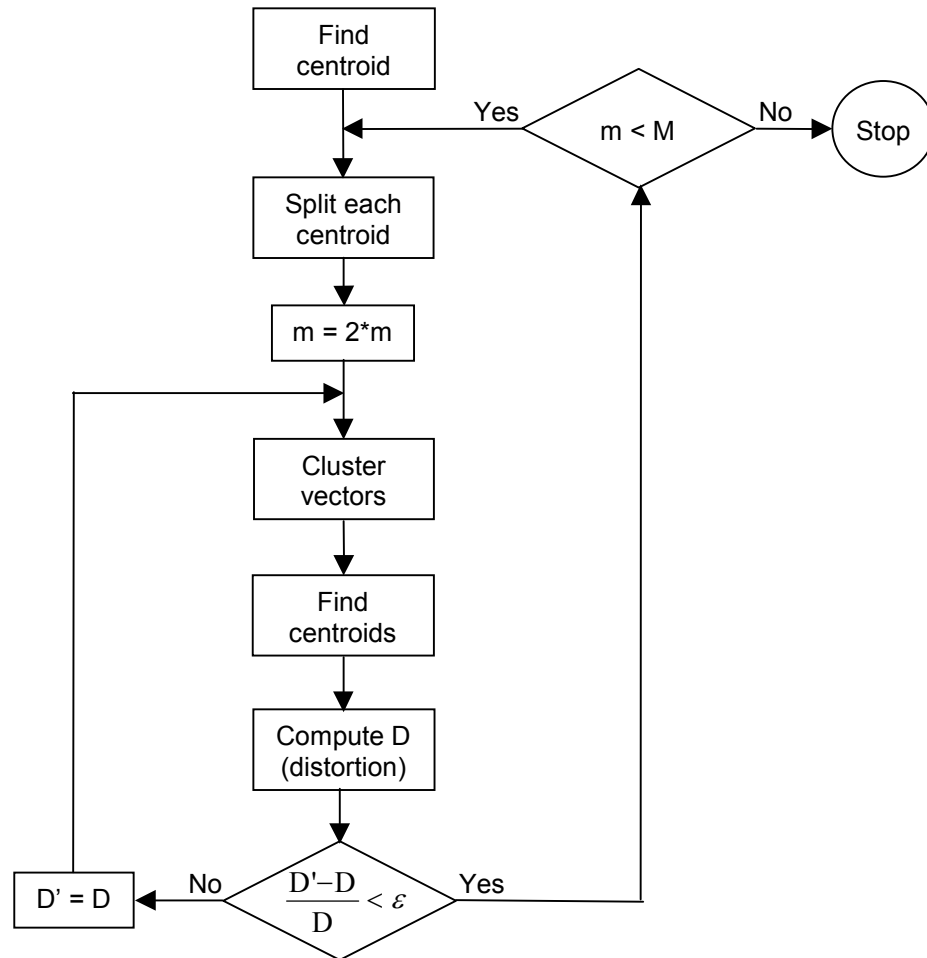 Find
centroid
Yes
m < M
No
Stop
Split each
centroid
m = 2*m
Cluster
vectors
Find
centroids
Compute D
(distortion)
D’ = D
No
D'−D
D
< ε
Yes